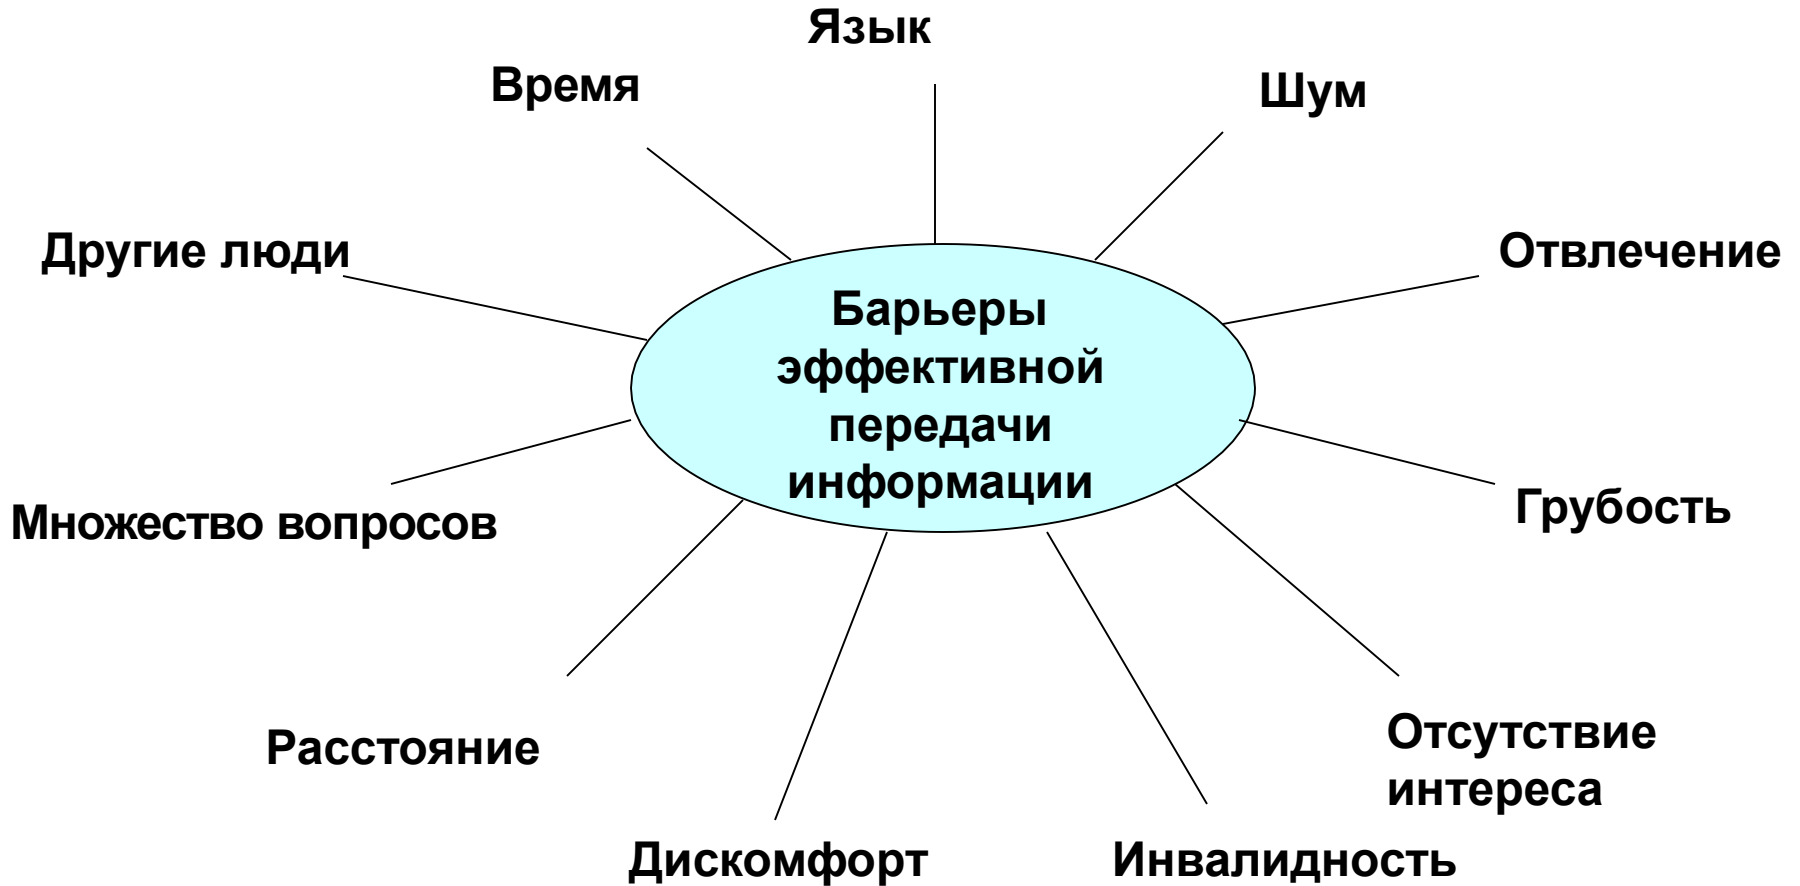 Язык
Время
Шум
Другие люди
Отвлечение
Барьеры
эффективной
передачи
информации
Множество вопросов
Грубость
Расстояние
Отсутствие
интереса
Дискомфорт
Инвалидность